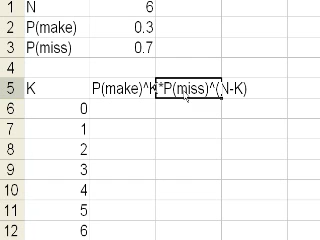 1 N 6
2 P(make) 0.3
3 P(miss) 0.7
4
5 K P(make)^K*P(miss)^(N-K)
6 0
7 1
8 2
9 3
10 4
11 5
12 6